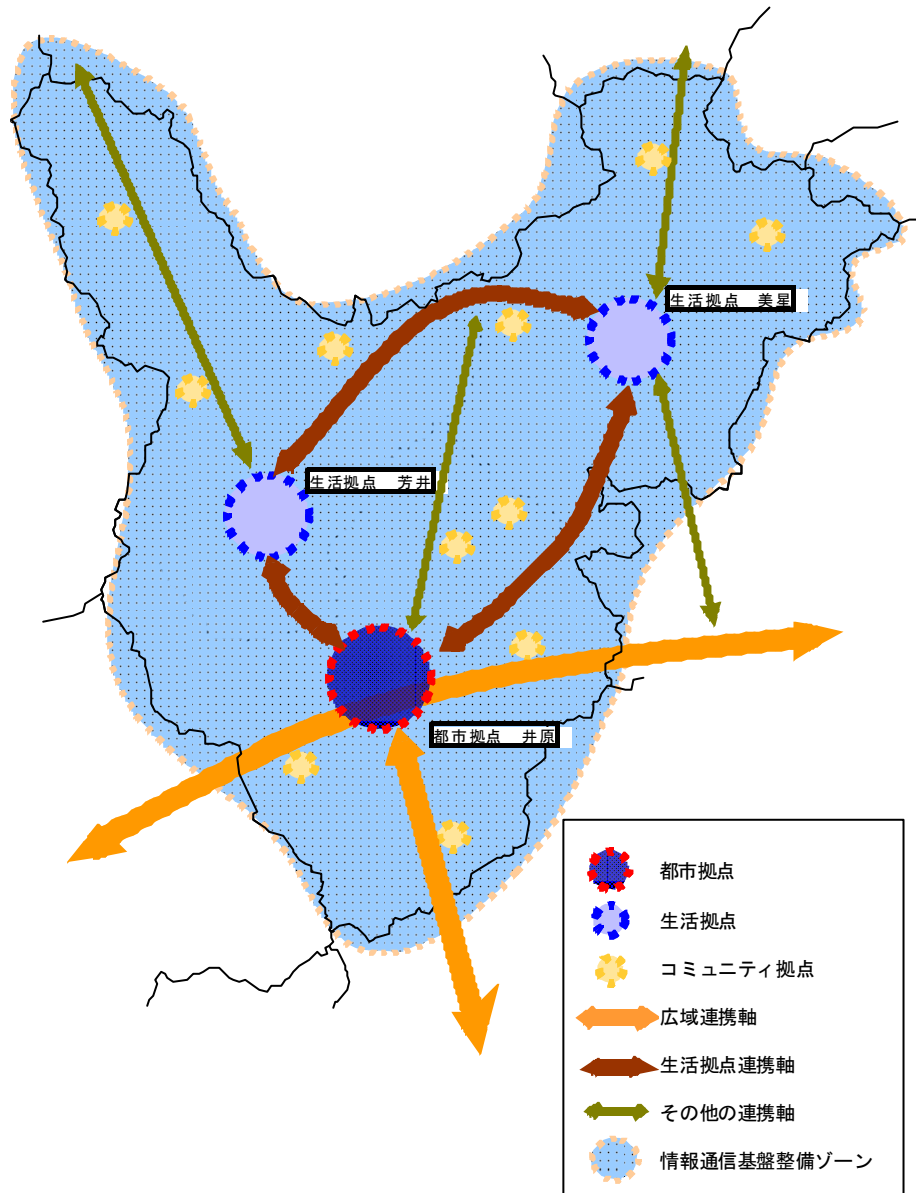 生活拠点　美星
生活拠点　芳井
都市拠点　井原
都市拠点
生活拠点
コミュニティ拠点
広域連携軸
生活拠点連携軸
その他の連携軸
情報通信基盤整備ゾーン